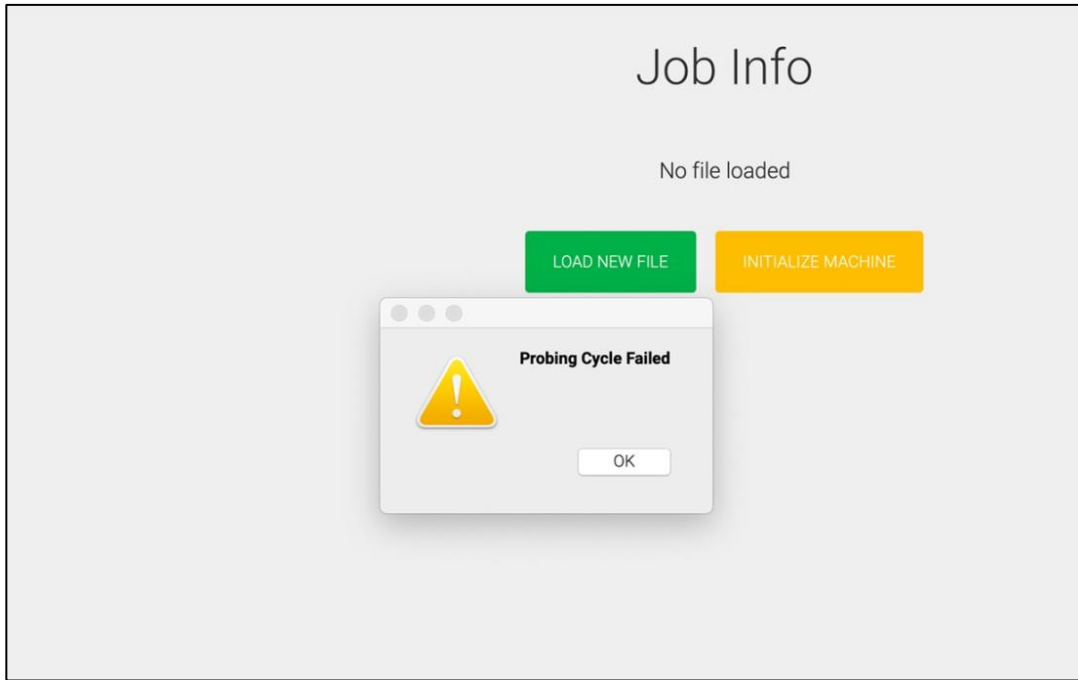 Job Info
No file loaded
LOAD NEW FILE
INITIALIZE MACHINE
Probing Cycle Failed
OK